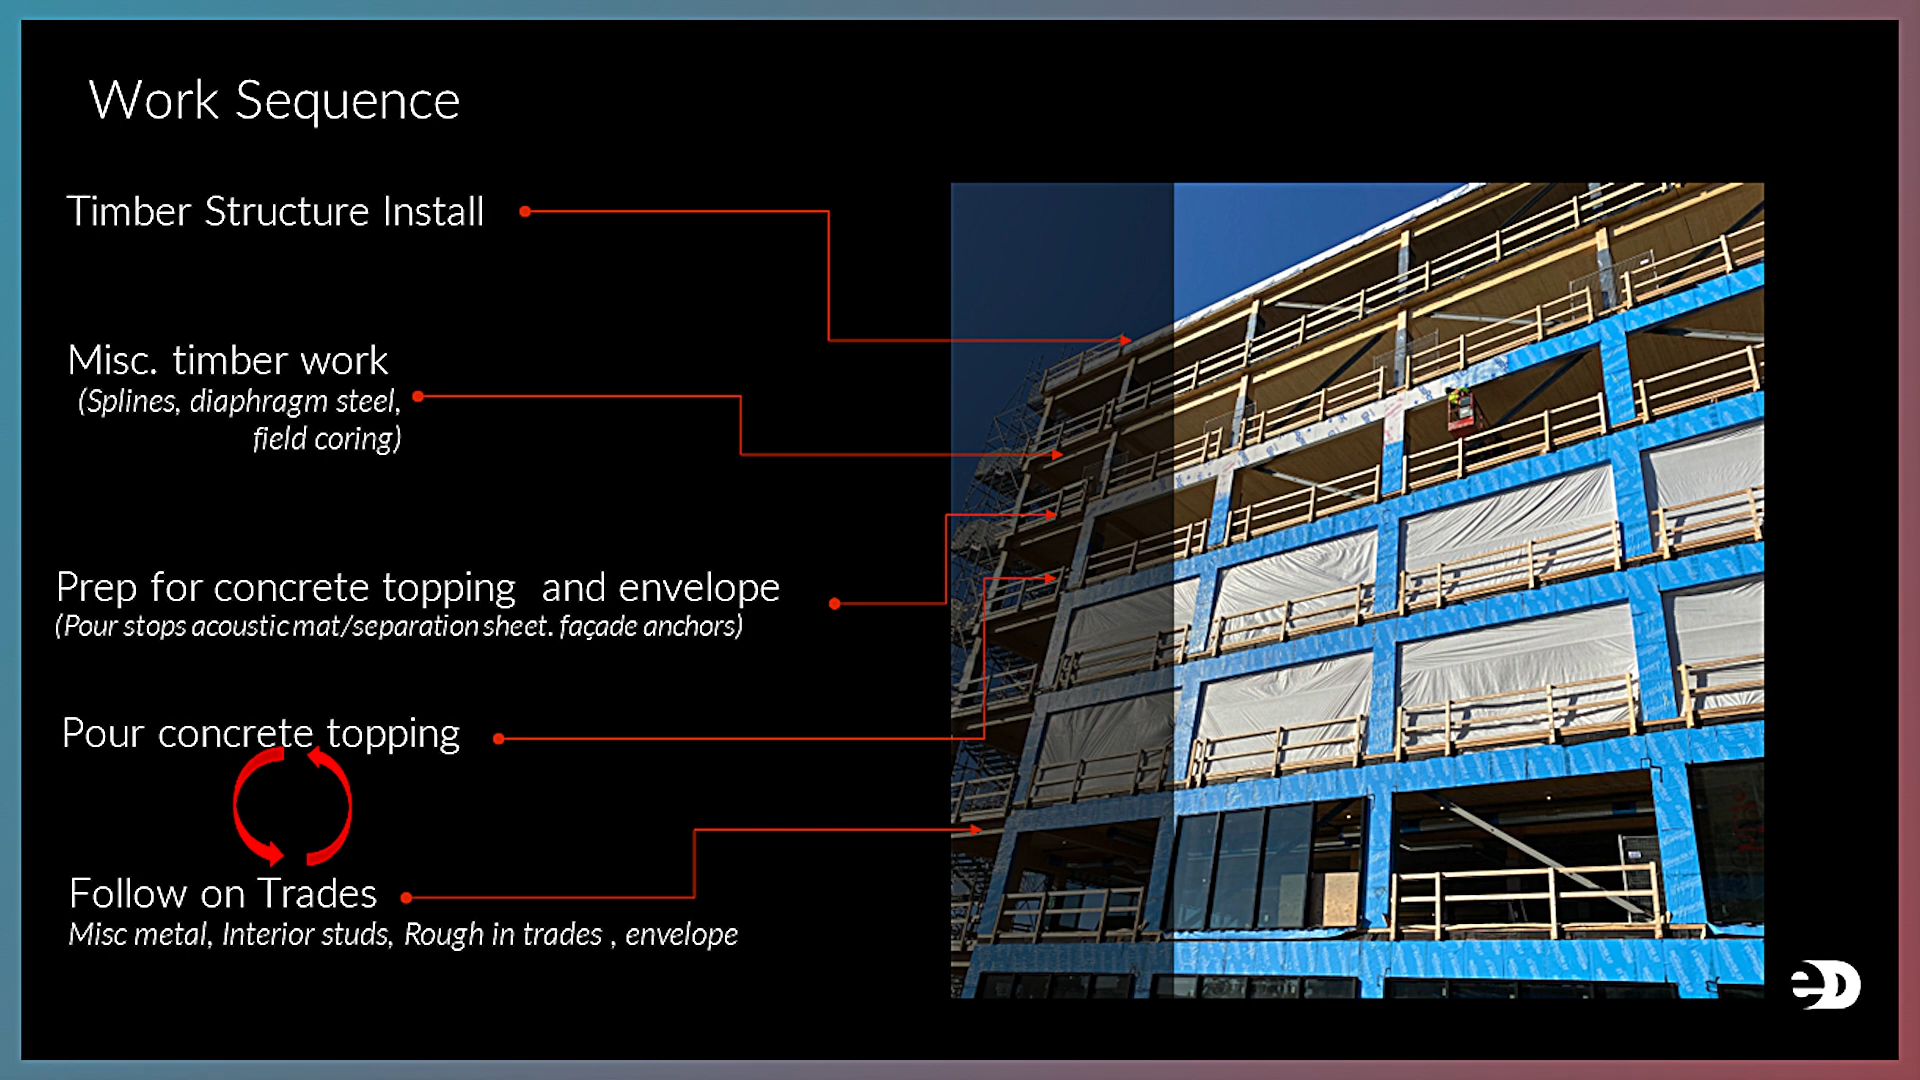 Work Sequence
Timber Structure Install
Misc. timber work
(Splines, diaphragm steel,
field coring)
Prep for concrete topping  and envelope
(Pour stops acoustic mat/separation sheet. façade anchors)
Pour concrete topping
Follow on Trades
Misc metal, Interior studs, Rough in trades , envelope
eD